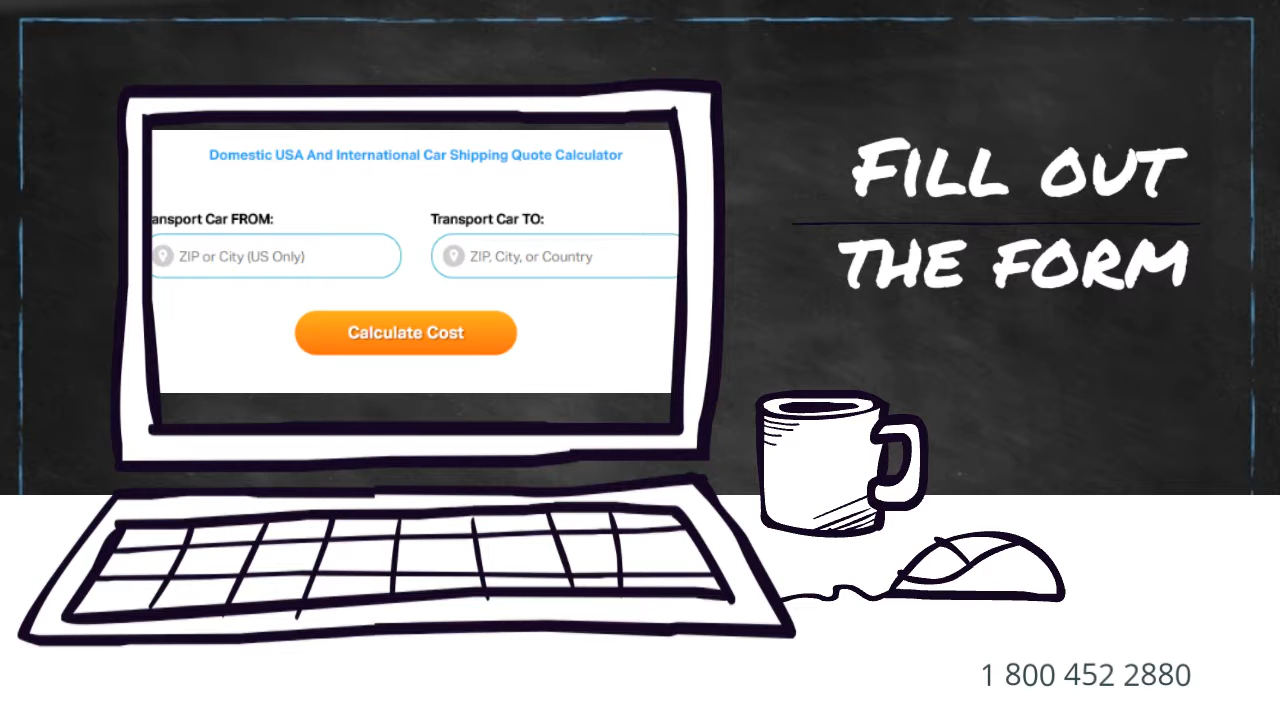 Domestic USA And International Car Shipping Quote Calculator
ansport Car FROM:
Transport Car TO:
ZIP or City (US Only)
ZIP, City, or Country
Calculate Cost
FILL OUT
THE FORM
1 800 452 2880